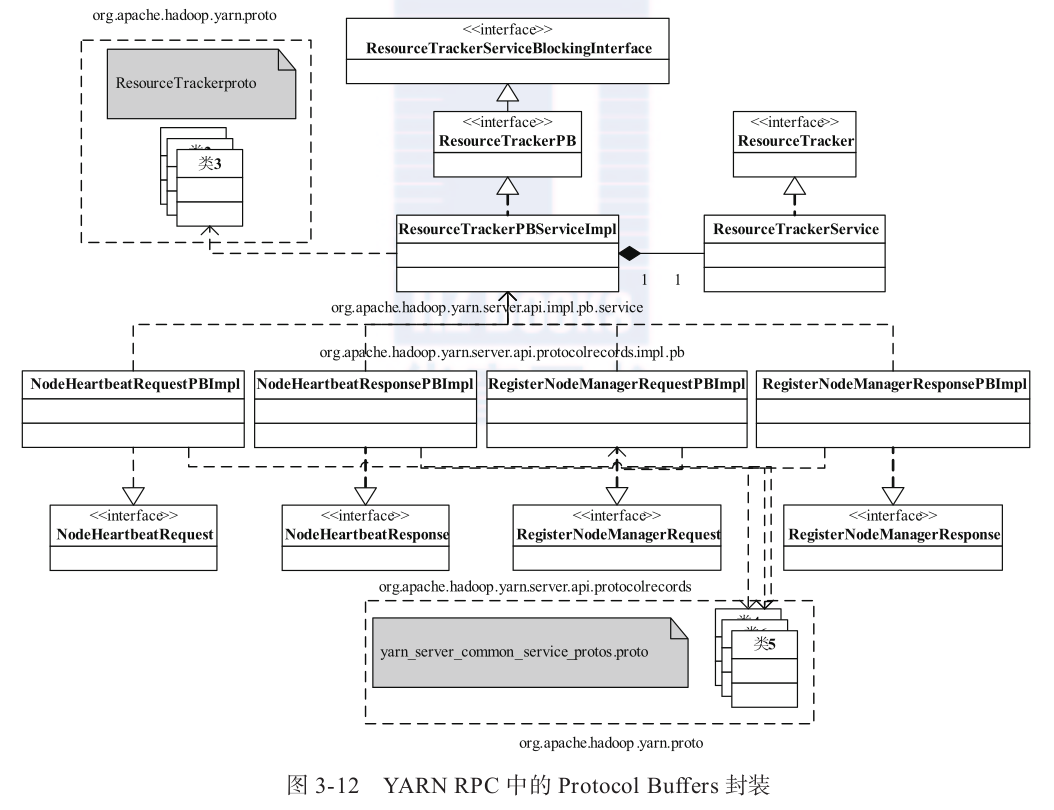 org.apache.hadoop.yarn.proto
ResourceTrackerproto
类3
<<interface>>
ResourceTrackerServiceBlockingInterface
<<interface>>
ResourceTrackerPB
<<interface>>
ResourceTracker
ResourceTrackerPBServiceImpl
ResourceTrackerService
1 1
org.apache.hadoop.yarn.server.api.impl.pb.service
org.apache.hadoop.yarn.server.api.protocolrecords.impl.pb
NodeHeartbeatRequestPBImpl
NodeHeartbeatResponsePBImpl
RegisterNodeManagerRequestPBImpl
RegisterNodeManagerResponsePBImpl
<<interface>>
NodeHeartbeatRequest
<<interface>>
NodeHeartbeatResponse
<<interface>>
RegisterNodeManagerRequest
<<interface>>
RegisterNodeManagerResponse
org.apache.hadoop.yarn.server.api.protocolrecords
yarn_server_common_service_protos.proto
类5
org.apache.hadoop.yarn.proto
图 3-12 YARN RPC 中的 Protocol Buffers 封装